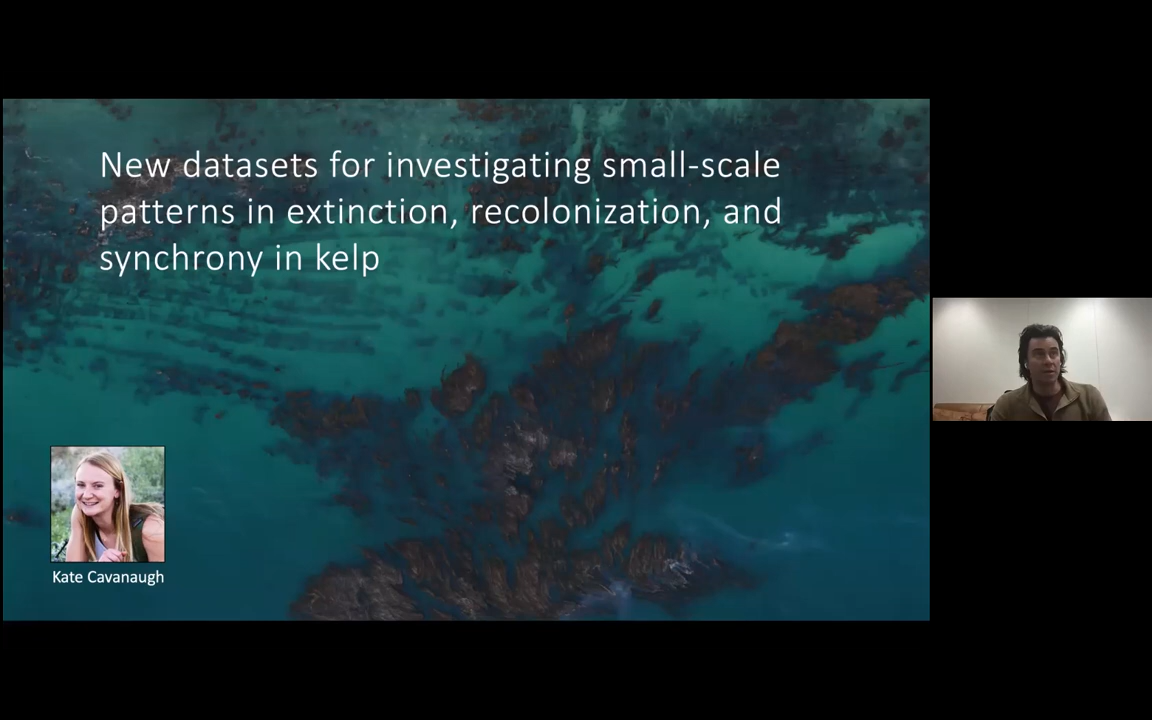 New datasets for investigating small-scale
patterns in extinction, recolonization, and
synchrony in kelp
Kate Cavanaugh